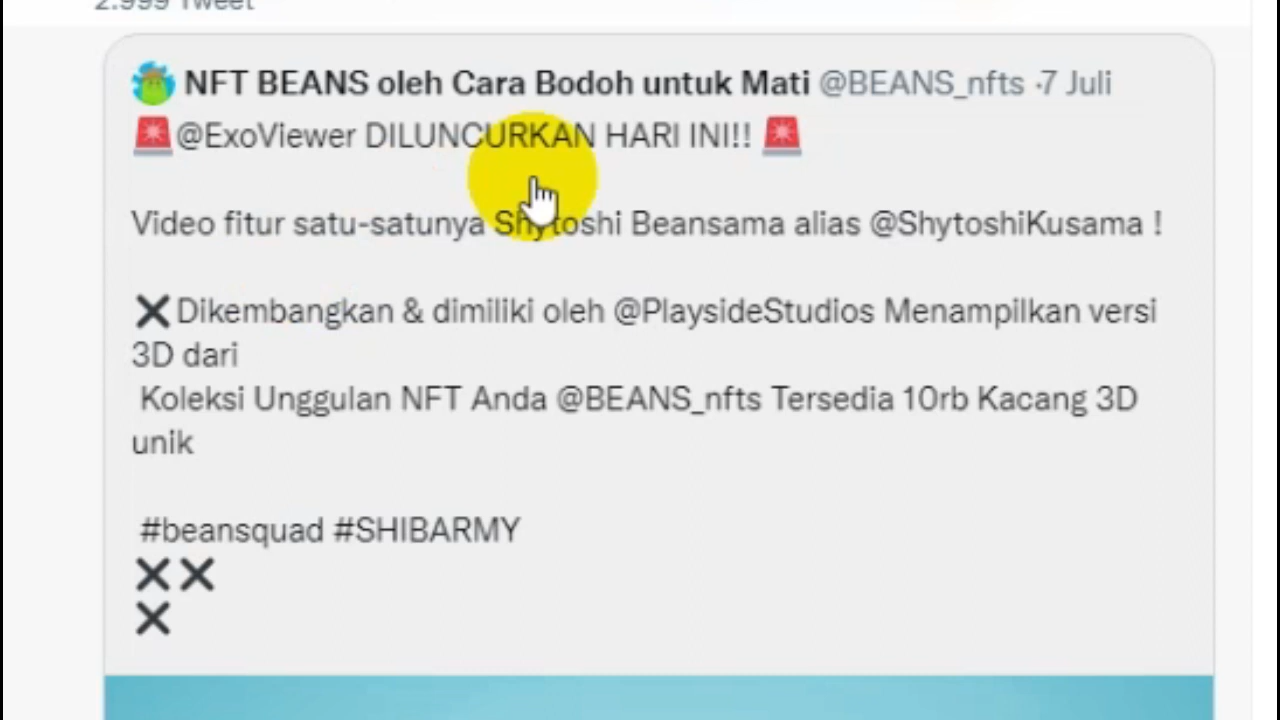 2.999 Tweet
NFT BEANS oleh Cara Bodoh untuk Mati @BEANS_nfts ·7 Juli
🚨@ExoViewer DILUNCURKAN HARI INI!! 🚨
Video fitur satu-satunya Shytoshi Beansama alias @ShytoshiKusama !
❌Dikembangkan & dimiliki oleh @PlaysideStudios Menampilkan versi
3D dari
Koleksi Unggulan NFT Anda @BEANS_nfts Tersedia 10rb Kacang 3D
unik
#beansquad #SHIBARMY
✖✖
✖